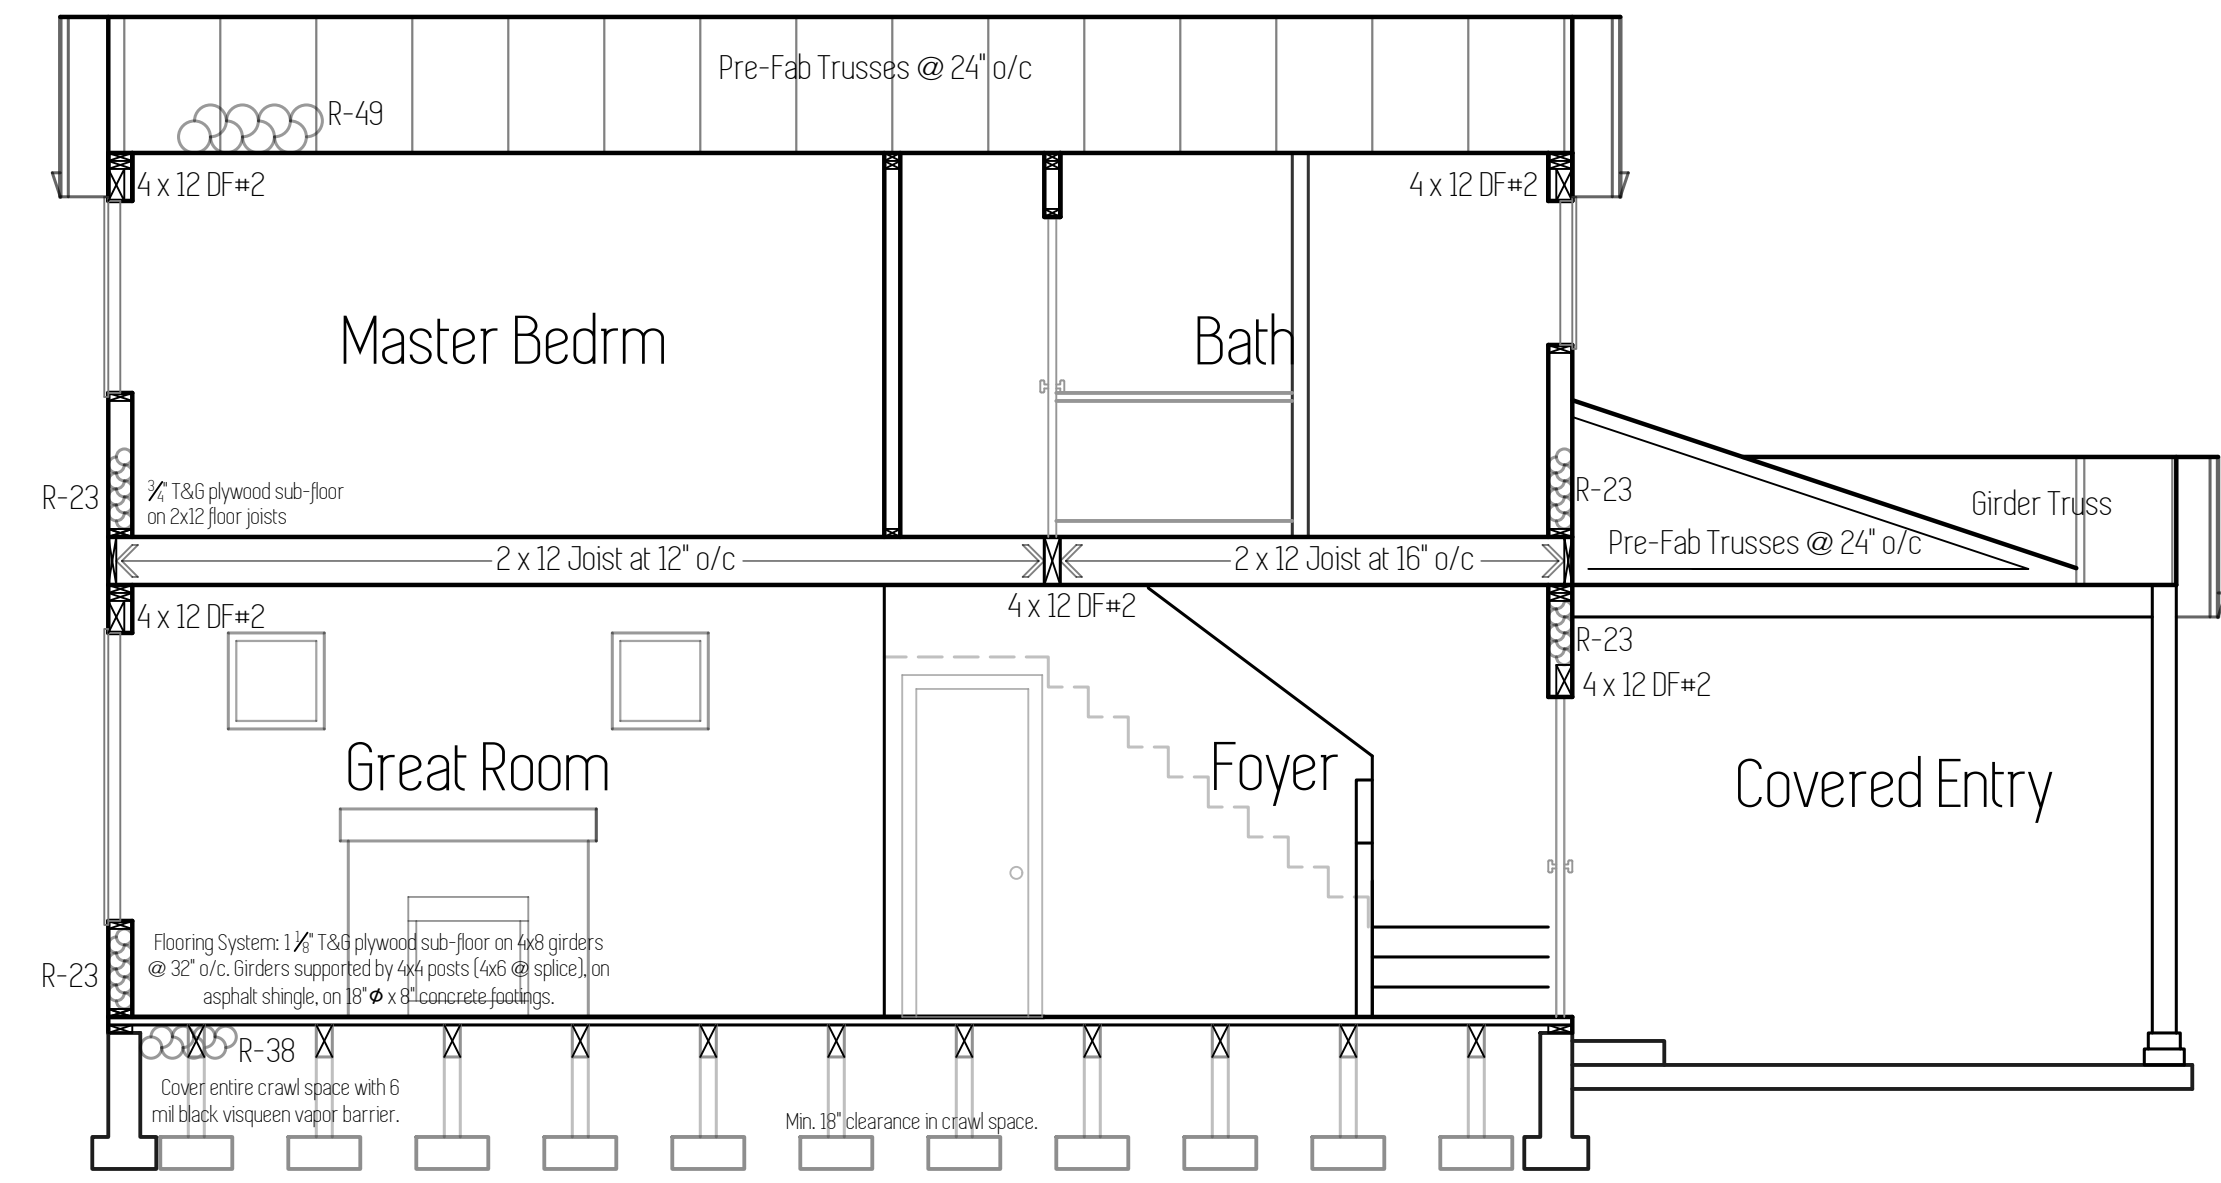 Pre-Fab Trusses @ 24" o/c
R-49
4 x 12 DF#2
4 x 12 DF#2
Master Bedrm
Bath
R-23
3/4" T&G plywood sub-floor
on 2x12 floor joists
R-23
Girder Truss
Pre-Fab Trusses @ 24" o/c
2 x 12 Joist at 12" o/c
2 x 12 Joist at 16" o/c
4 x 12 DF#2
4 x 12 DF#2
R-23
4 x 12 DF#2
Great Room
Foyer
Covered Entry
R-23
Flooring System: 1 1/8" T&G plywood sub-floor on 4x8 girders
@ 32" o/c. Girders supported by 4x4 posts (4x6 @ splice), on
asphalt shingle, on 18" Ø x 8" concrete footings.
R-38
Cover entire crawl space with 6
mil black visqueen vapor barrier.
Min. 18" clearance in crawl space.